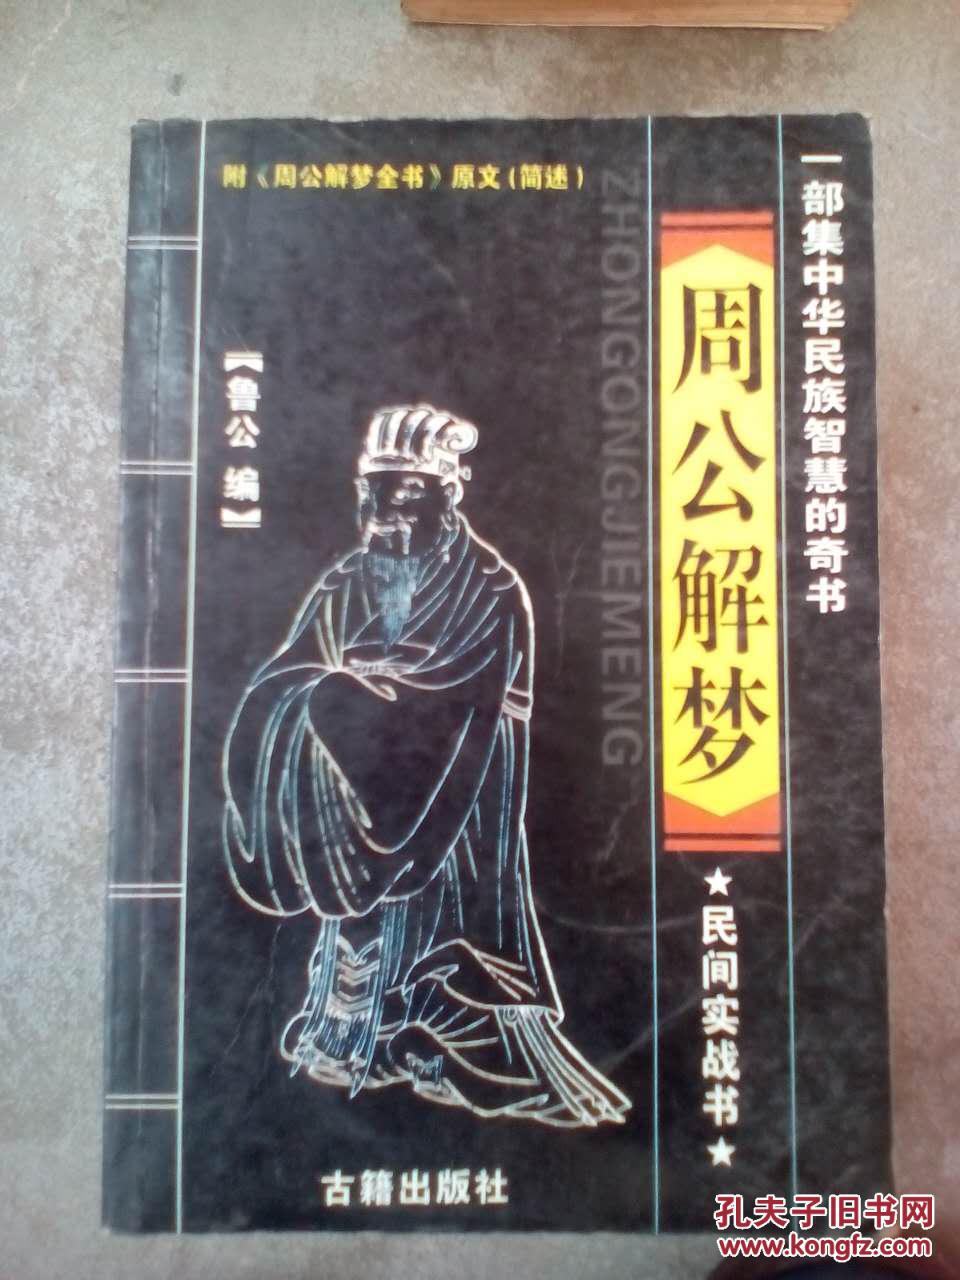 附《周公解梦全书》原文(简述)
一部集中华民族智慧的奇书
周公解梦
ZHONGONGJIEMENG
【鲁公 编】
★民间实战书★
古籍出版社
孔夫子旧书网
www.kongfz.com